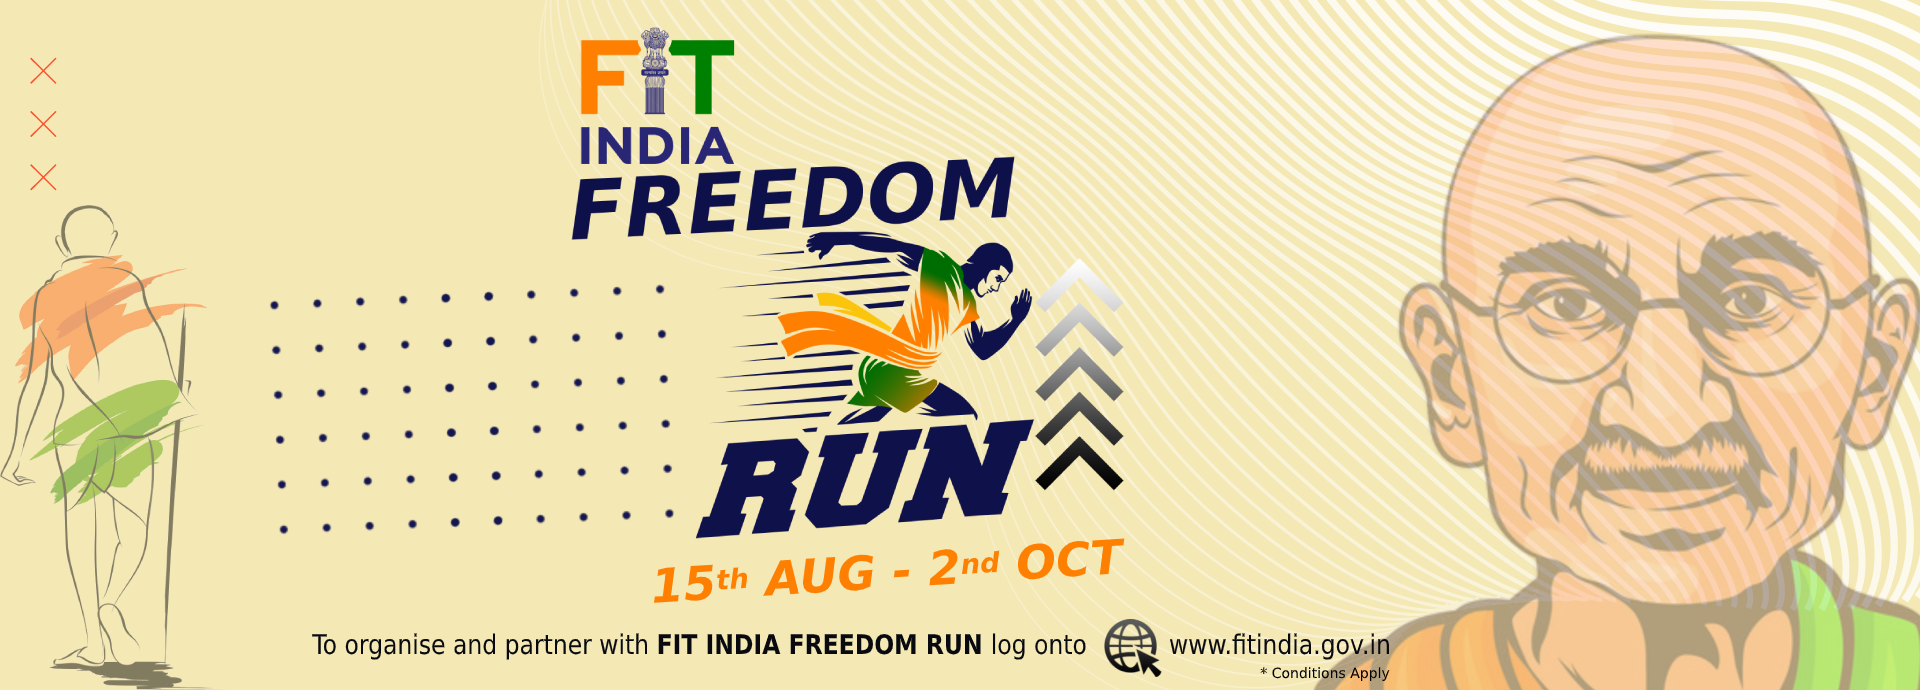 FiT
INDIA
FREEDOM
RUN
15th AUG - 2nd OCT
To organise and partner with FIT INDIA FREEDOM RUN log onto www.fitindia.gov.in
* Conditions Apply